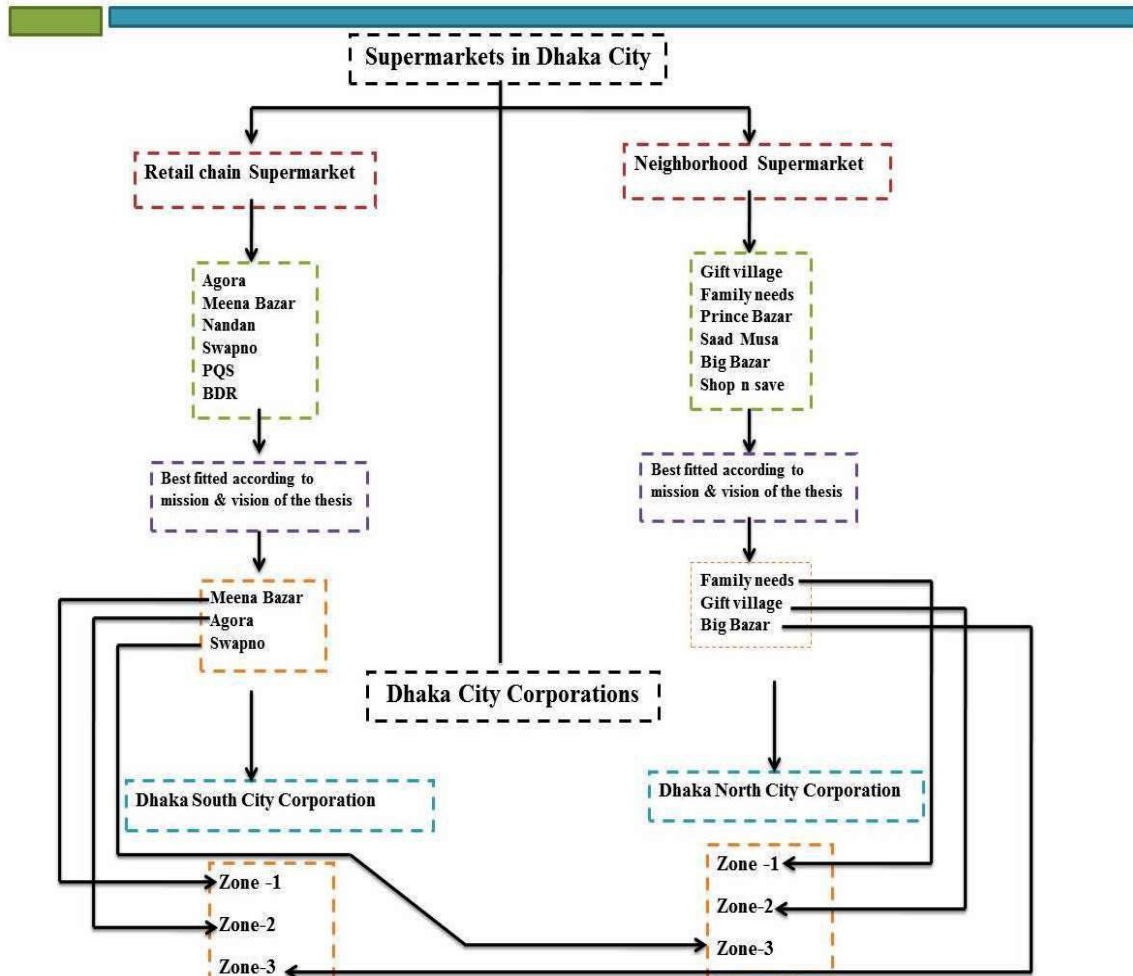 Supermarkets in Dhaka City
Retail chain Supermarket
Neighborhood Supermarket
Agora
Meena Bazar
Nandan
Swapno
PQS
BDR
Gift village
Family needs
Prince Bazar
Saad Musa
Big Bazar
Shop n save
Best fitted according to
mission & vision of the thesis
Best fitted according to
mission & vision of the thesis
Meena Bazar
Agora
Swapno
Family needs
Gift village
Big Bazar
Dhaka City Corporations
Dhaka South City Corporation
Dhaka North City Corporation
Zone -1
Zone-2
Zone-3
Zone -1
Zone-2
Zone-3